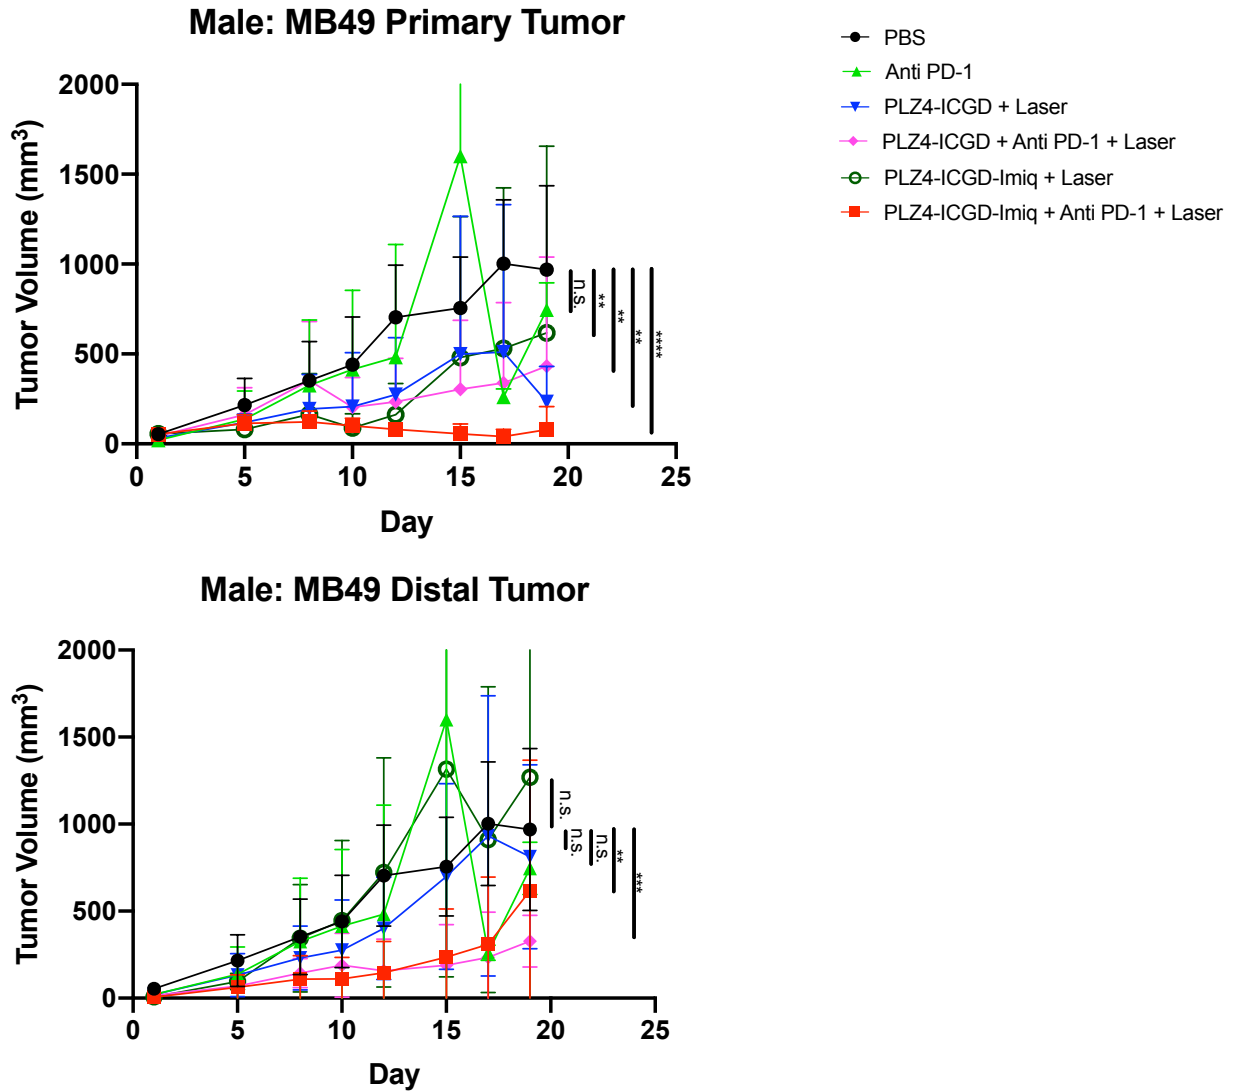 Male: MB49 Primary Tumor
PBS
Anti PD-1
PLZ4-ICGD + Laser
PLZ4-ICGD + Anti PD-1 + Laser
PLZ4-ICGD-Imiq + Laser
PLZ4-ICGD-Imiq + Anti PD-1 + Laser
Tumor Volume (mm³)
2000
1500
1000
500
0
0 5 10 15 20 25
Day
n.s.
**
**
**
****
Male: MB49 Distal Tumor
Tumor Volume (mm³)
2000
1500
1000
500
0
0 5 10 15 20 25
Day
n.s.
n.s.
n.s.
**
***